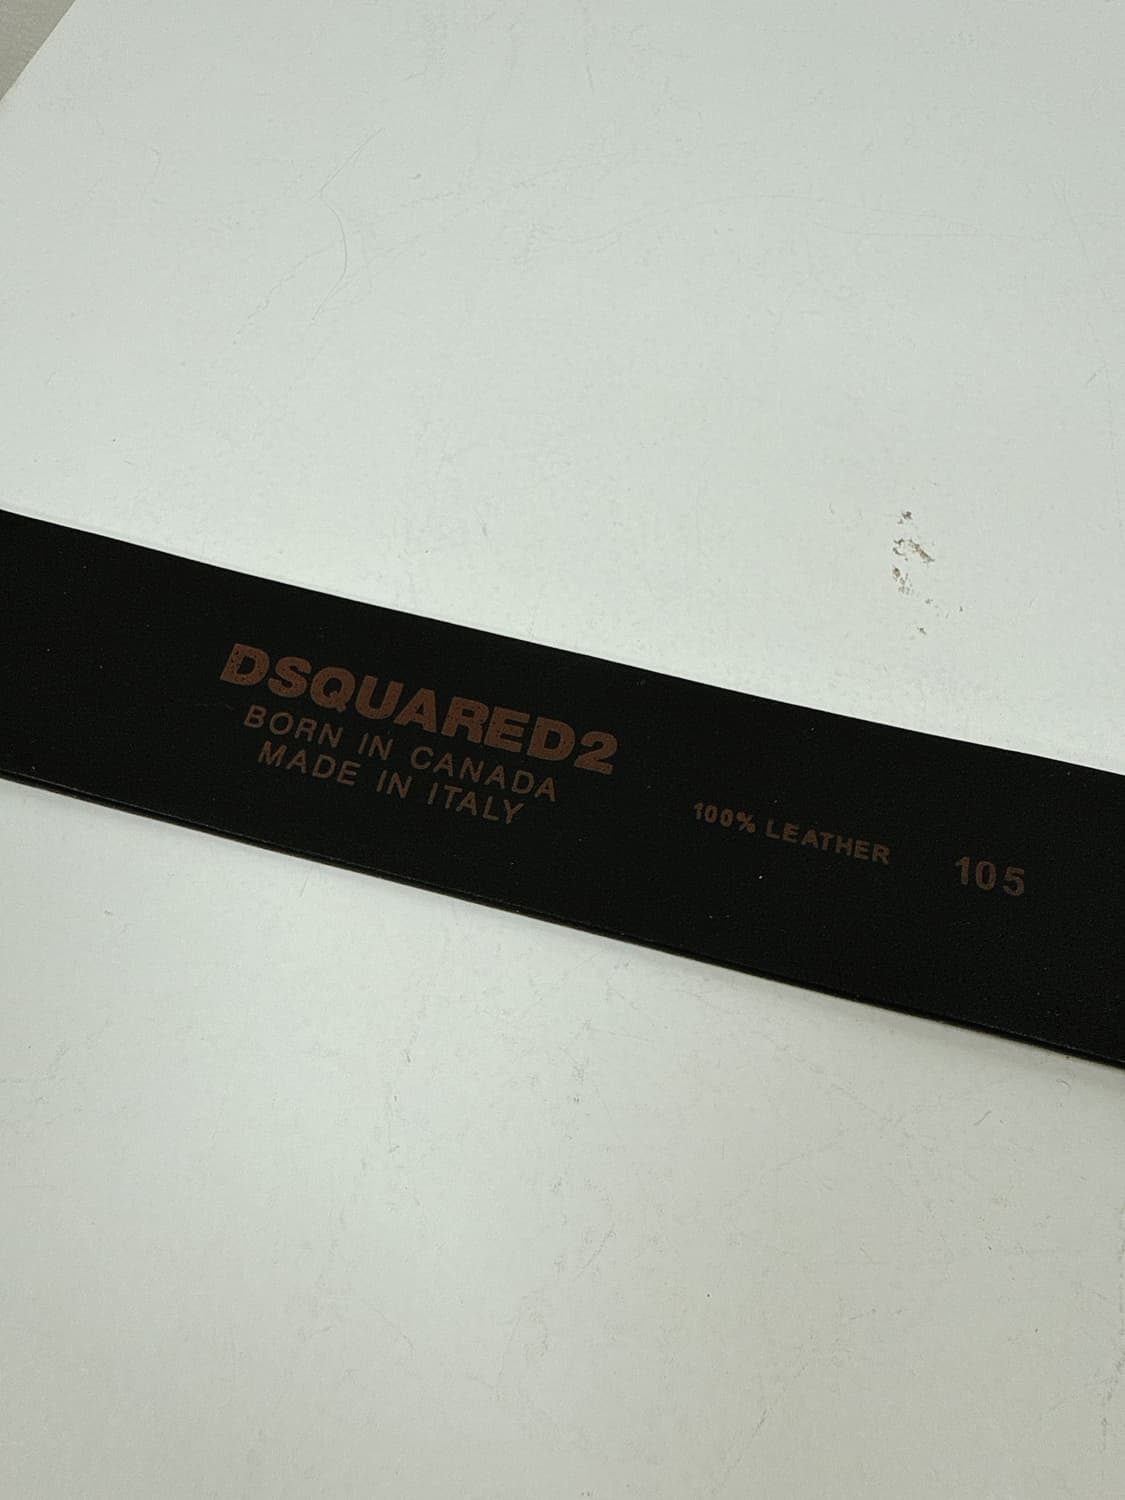 DSQUARED2
BORN IN CANADA
MADE IN ITALY
100% LEATHER
105